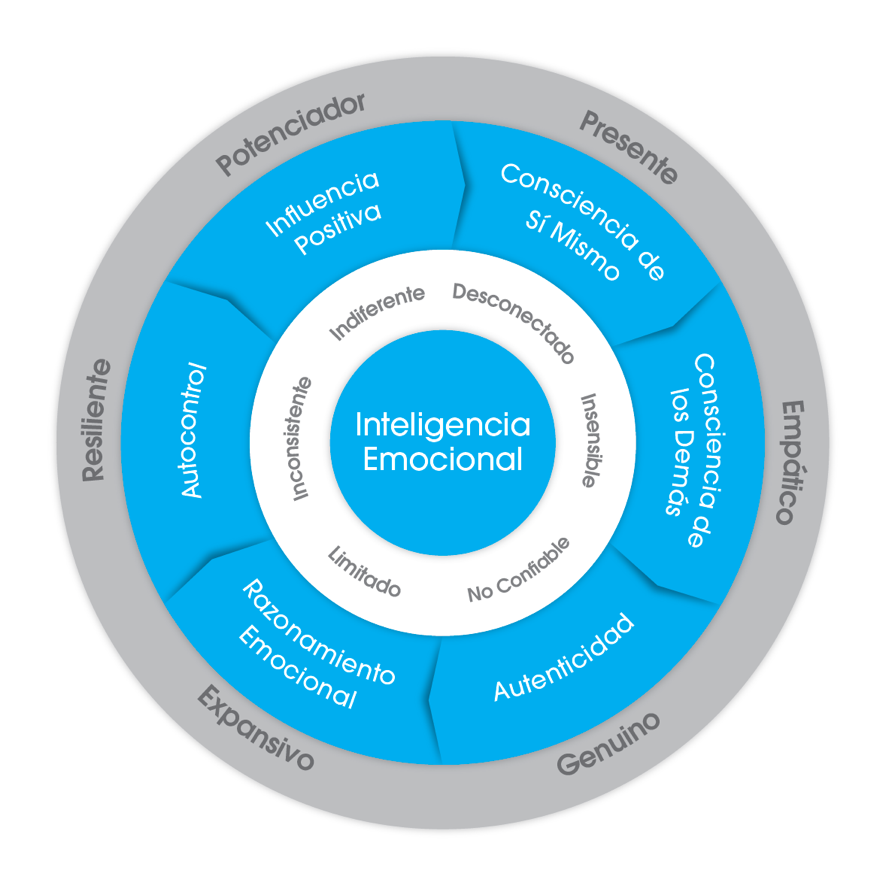 Potenciador
Presente
Empático
Genuino
Expansivo
Resiliente
Influencia
Positiva
Consciencia de
Sí Mismo
Consciencia de
los Demás
Autenticidad
Razonamiento
Emocional
Autocontrol
Indiferente
Desconectado
Insensible
No Confiable
Limitado
Inconsistente
Inteligencia
Emocional